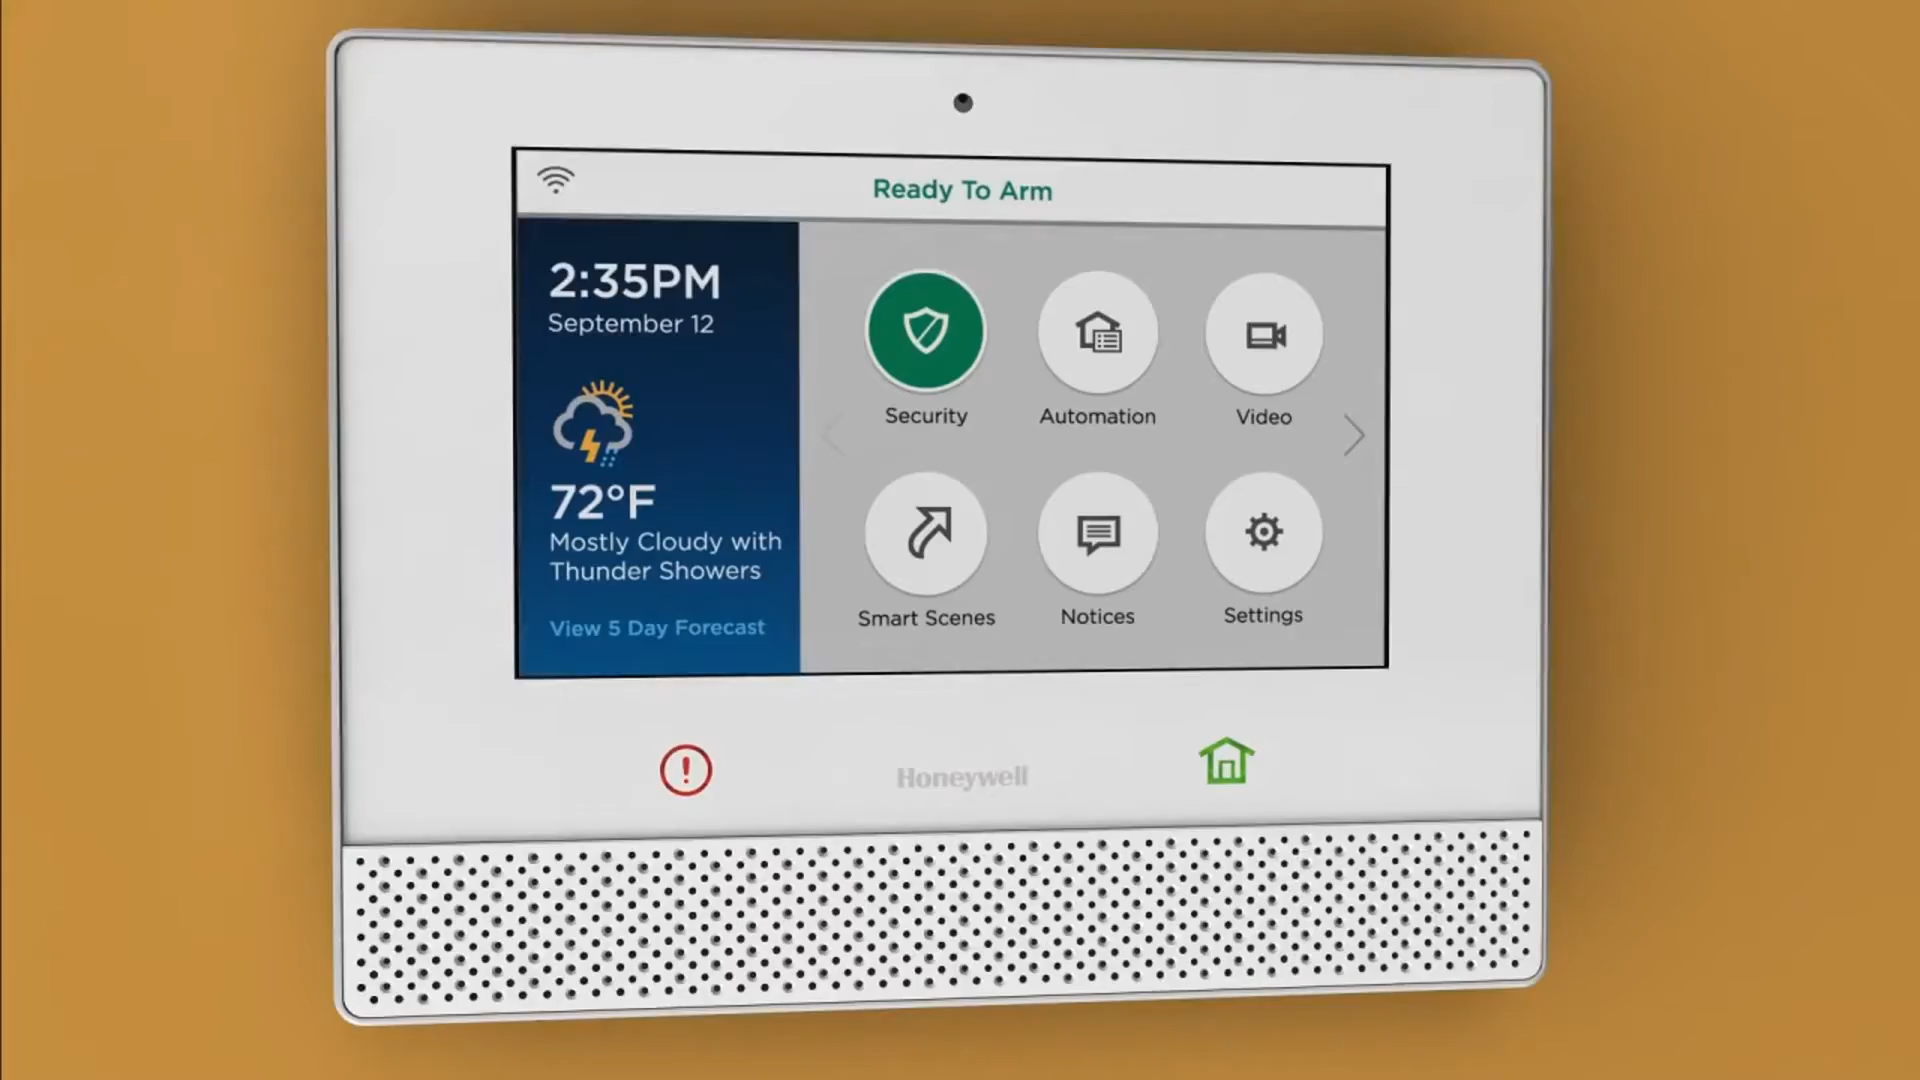 Ready To Arm
2:35PM
September 12
72°F
Mostly Cloudy with
Thunder Showers
View 5 Day Forecast
Security
Automation
Video
Smart Scenes
Notices
Settings
Honeywell